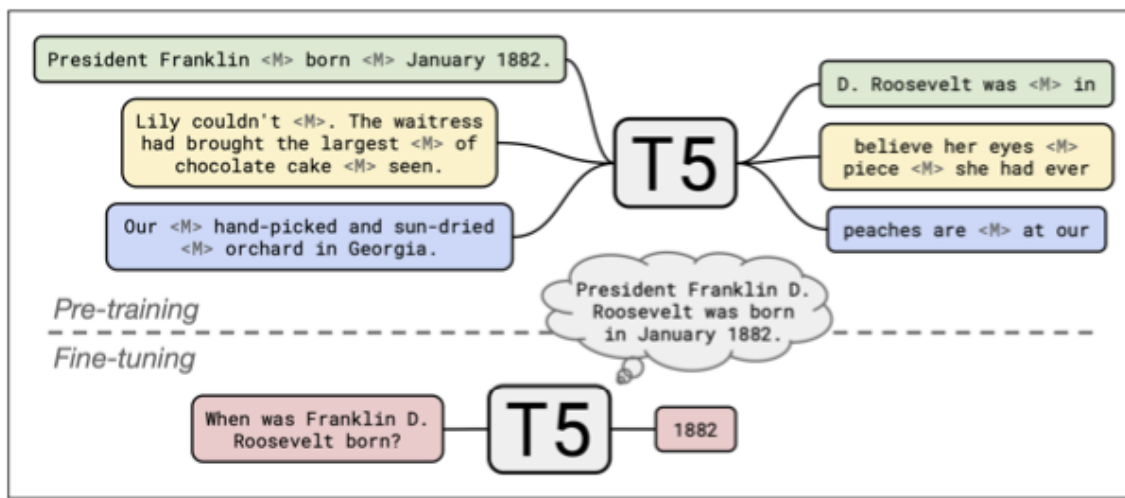 President Franklin <M> born <M> January 1882.
Lily couldn't <M>. The waitress
had brought the largest <M> of
chocolate cake <M> seen.
Our <M> hand-picked and sun-dried
<M> orchard in Georgia.
T5
D. Roosevelt was <M> in
believe her eyes <M>
piece <M> she had ever
peaches are <M> at our
Pre-training
President Franklin D.
Roosevelt was born
in January 1882.
Fine-tuning
When was Franklin D.
Roosevelt born?
T5
1882